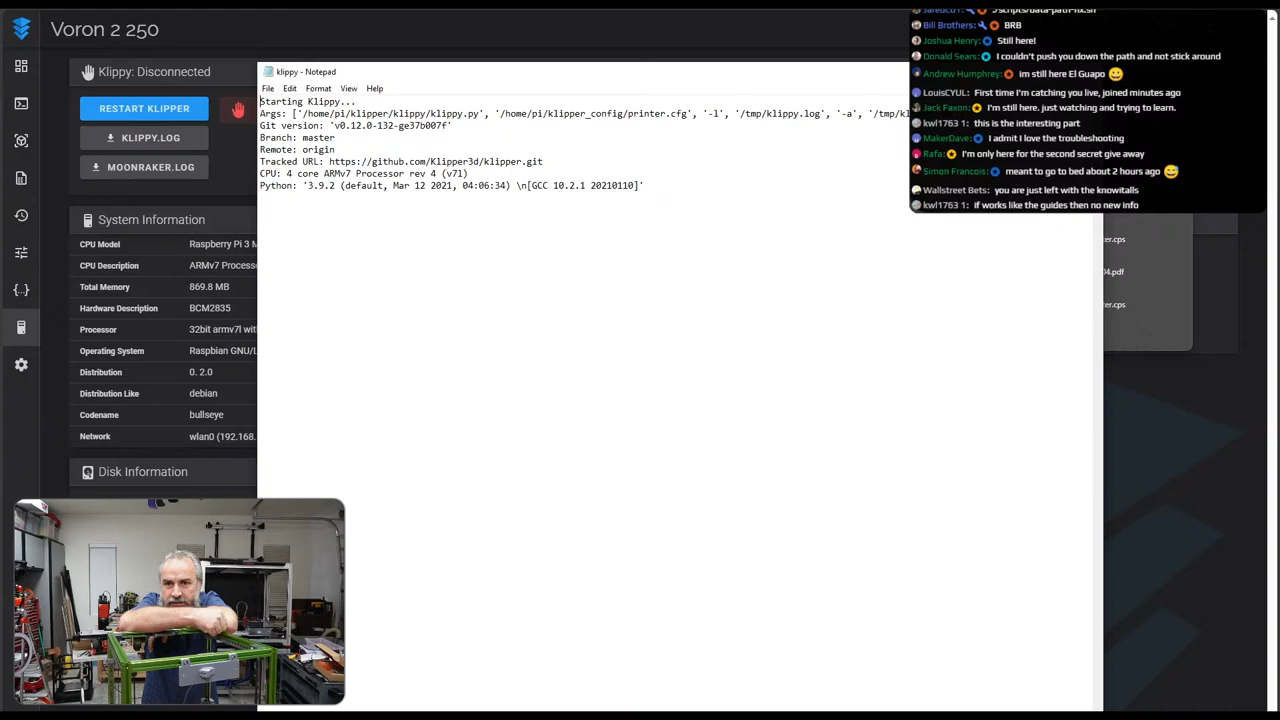 Voron 2 250
Klippy: Disconnected
RESTART KLIPPER
KLIPPY.LOG
MOONRAKER.LOG
System Information
CPU Model Raspberry Pi 3 M
CPU Description ARMv7 Process
Total Memory 869.8 MB
Hardware Description BCM2835
Processor 32bit armv7l with
Operating System Raspbian GNU/L
Distribution 0. 2.0
Distribution Like debian
Codename bullseye
Network wlan0 (192.168.
Disk Information
klippy - Notepad
File Edit Format View Help
Starting Klippy...
Args: ['/home/pi/klipper/klippy/klippy.py', '/home/pi/klipper_config/printer.cfg', '-l', '/tmp/klippy.log', '-a', '/tmp/kl
Git version: 'v0.12.0-132-ge37b007f'
Branch: master
Remote: origin
Tracked URL: https://github.com/Klipper3d/klipper.git
CPU: 4 core ARMv7 Processor rev 4 (v7l)
Python: '3.9.2 (default, Mar 12 2021, 04:06:34) \n[GCC 10.2.1 20210110]'
Bill Brothers: BRB
Joshua Henry: Still here!
Donald Sears: I couldn't push you down the path and not stick around
Andrew Humphrey: im still here El Guapo 😀
LouisCYUL: First time I'm catching you live, joined minutes ago
Jack Faxon: I'm still here. just watching and trying to learn.
kwl1763 1: this is the interesting part
MakerDave: I admit I love the troubleshooting
Rafa: I'm only here for the second secret give away
Simon Francois: meant to go to bed about 2 hours ago 😅
Wallstreet Bets: you are just left with the knowitalls
kwl1763 1: if works like the guides then no new info
ter.cps
04.pdf
ter.cps